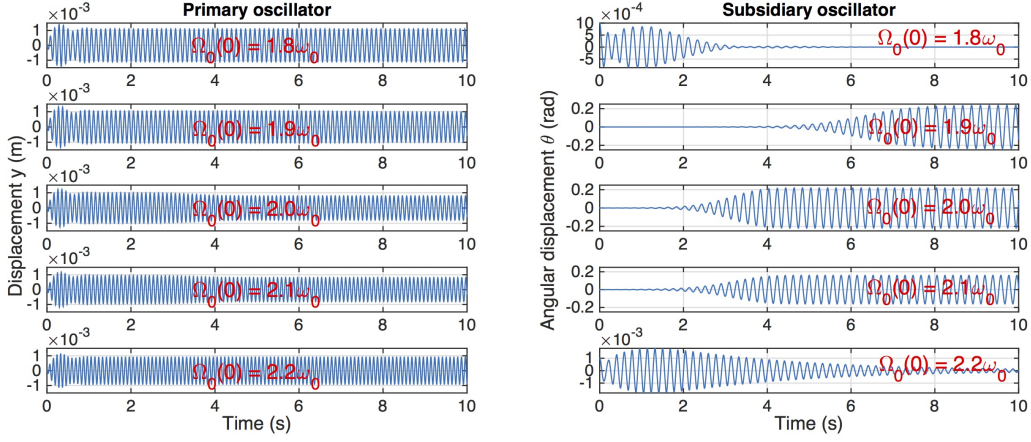 Primary oscillator
×10⁻³
1
0
-1
0 2 4 6 8 10
Ω₀(0) = 1.8ω₀
×10⁻³
1
0
-1
0 2 4 6 8 10
Ω₀(0) = 1.9ω₀
×10⁻³
1
0
-1
0 2 4 6 8 10
Ω₀(0) = 2.0ω₀
×10⁻³
1
0
-1
0 2 4 6 8 10
Ω₀(0) = 2.1ω₀
×10⁻³
1
0
-1
0 2 4 6 8 10
Ω₀(0) = 2.2ω₀
Displacement y (m)
Time (s)
Subsidiary oscillator
10 ×10⁻⁴
5
0
-5
0 2 4 6 8 10
Ω₀(0) = 1.8ω₀
0.2
0
-0.2
0 2 4 6 8 10
Ω₀(0) = 1.9ω₀
0.2
0
-0.2
0 2 4 6 8 10
Ω₀(0) = 2.0ω₀
0.2
0
-0.2
0 2 4 6 8 10
Ω₀(0) = 2.1ω₀
×10⁻³
1
0
-1
0 2 4 6 8 10
Ω₀(0) = 2.2ω₀
Angular displacement θ (rad)
Time (s)